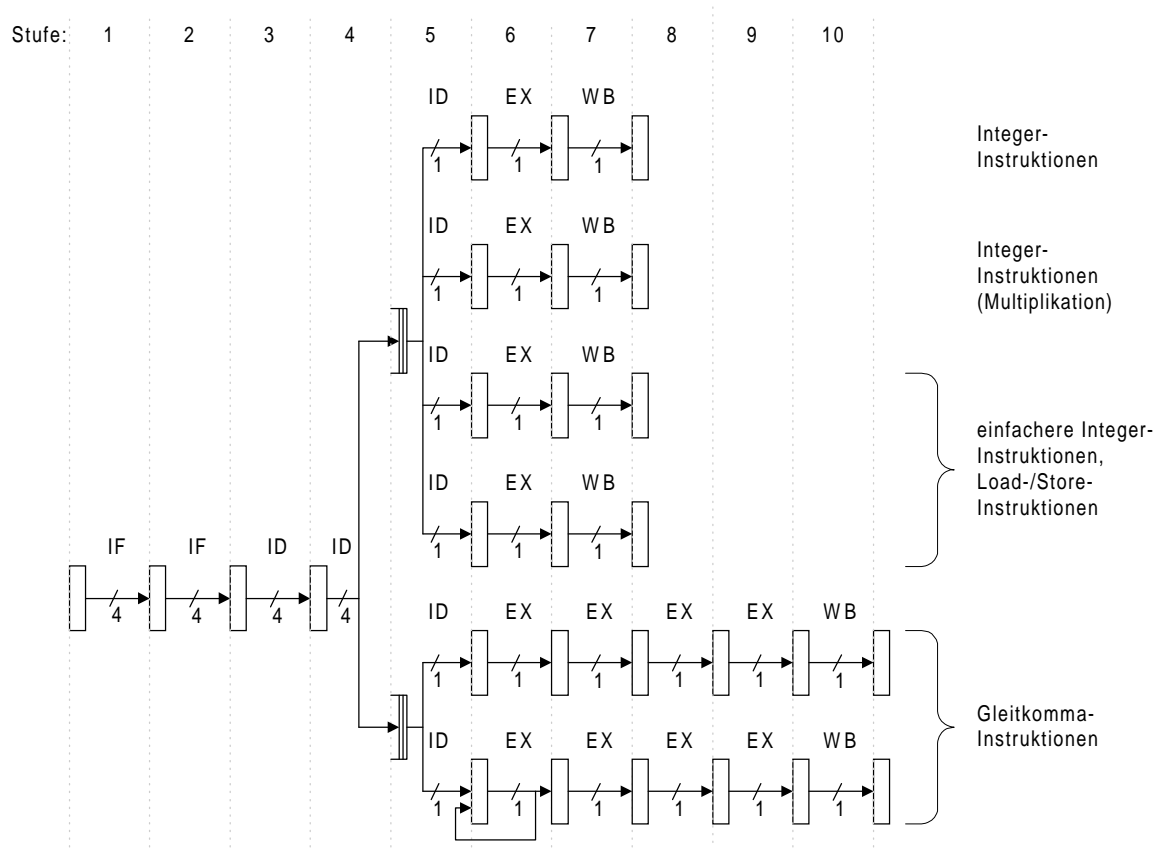 Stufe: 1 2 3 4 5 6 7 8 9 10
ID EX WB
1 1 1
Integer-
Instruktionen
ID EX WB
1 1 1
Integer-
Instruktionen
(Multiplikation)
ID EX WB
1 1 1
ID EX WB
1 1 1
einfachere Integer-
Instruktionen,
Load-/Store-
Instruktionen
IF IF ID ID
4 4 4 4
ID EX EX EX EX WB
1 1 1 1 1 1
ID EX EX EX EX WB
1 1 1 1 1 1
Gleitkomma-
Instruktionen